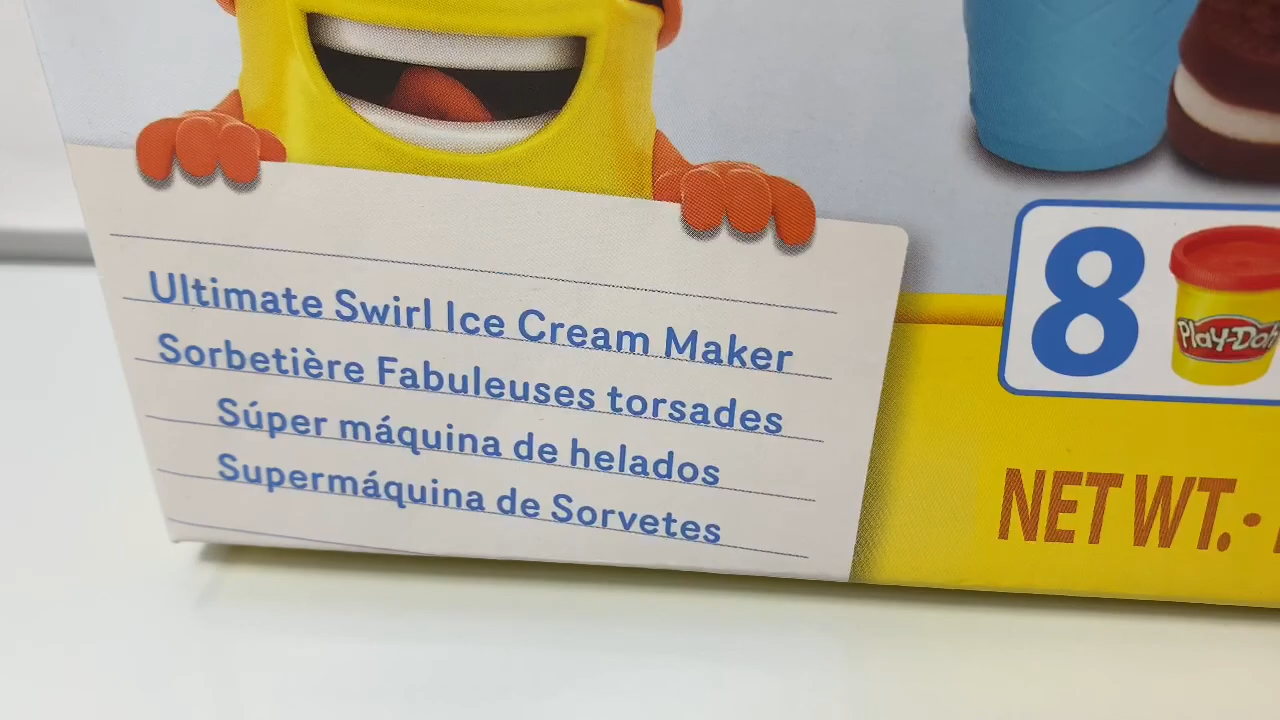 Ultimate Swirl Ice Cream Maker
Sorbetière Fabuleuses torsades
Súper máquina de helados
Supermáquina de Sorvetes
8
Play-Doh
NET WT. •